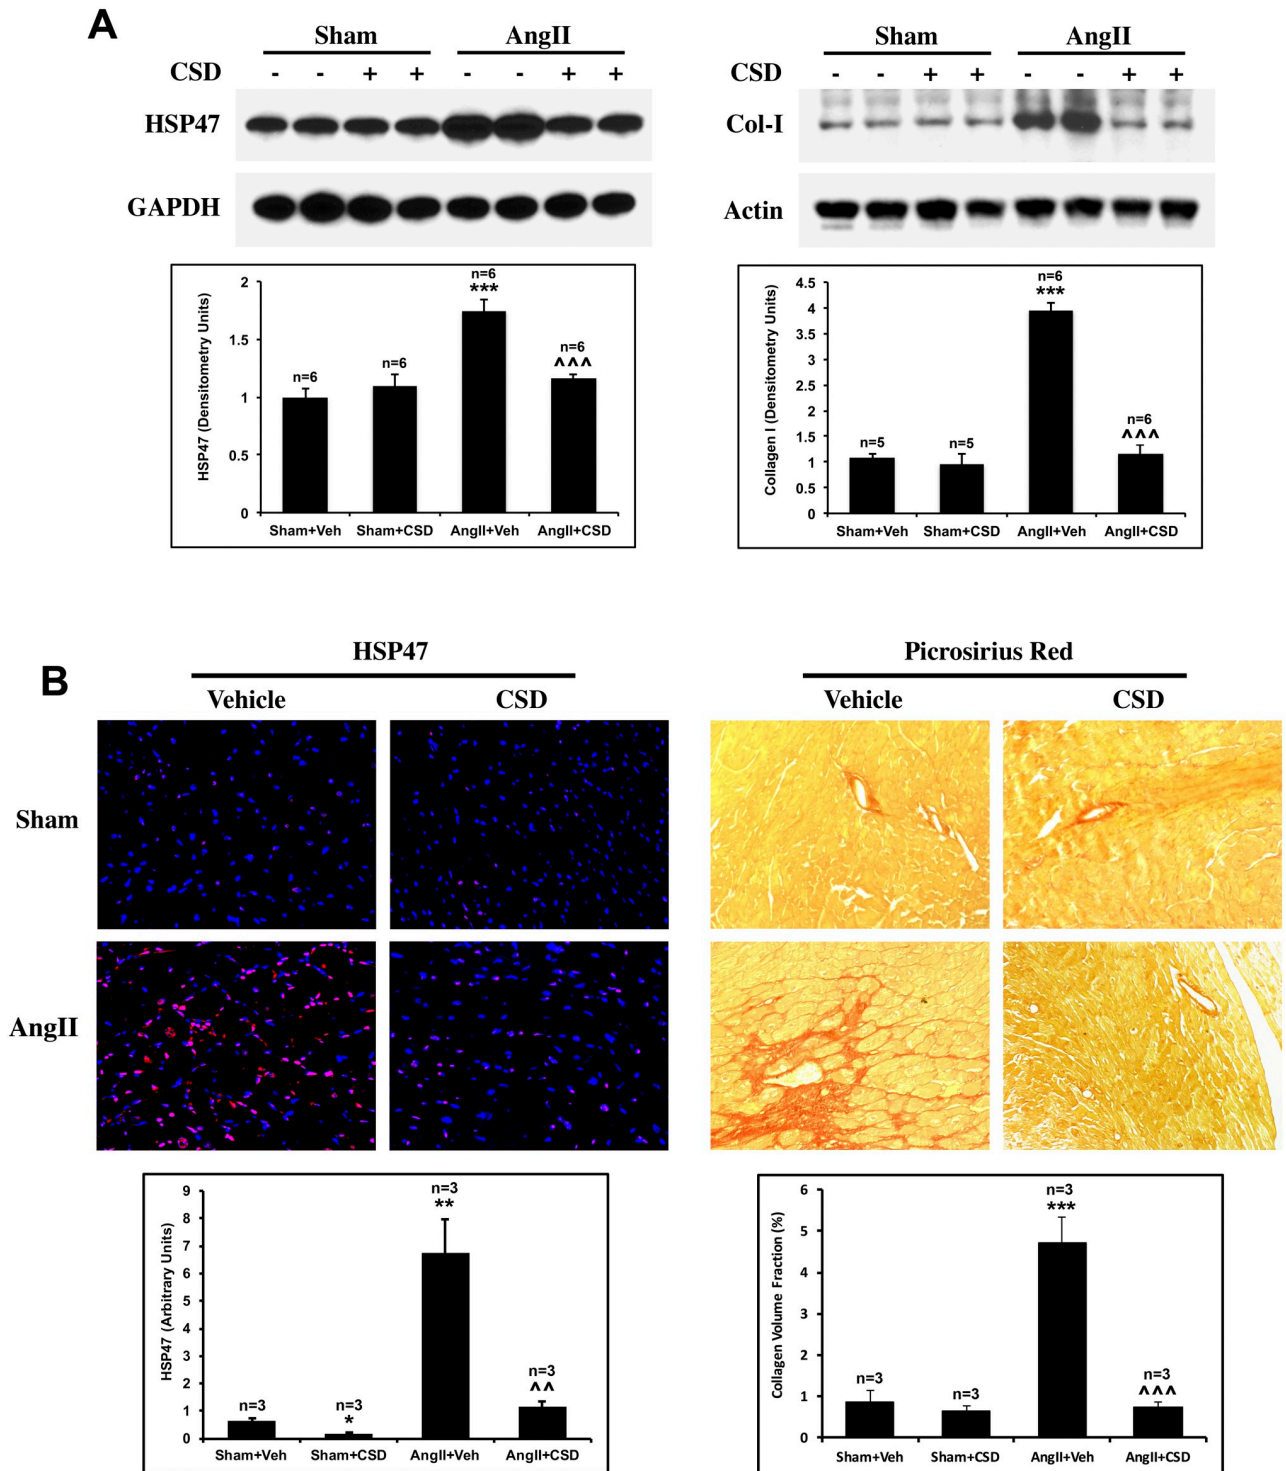 A
Sham AngII
CSD - - + + - - + +
HSP47
GAPDH
HSP47 (Densitometry Units)
2
1.5
1
0.5
0
n=6
n=6
n=6
***
n=6
^^^
Sham+Veh Sham+CSD AngII+Veh AngII+CSD
Sham AngII
CSD - - + + - - + +
Col-I
Actin
Collagen I (Densitometry Units)
4.5
4
3.5
3
2.5
2
1.5
1
0.5
0
n=5
n=5
n=6
***
n=6
^^^
Sham+Veh Sham+CSD AngII+Veh AngII+CSD
B
HSP47
Vehicle CSD
Sham
AngII
HSP47 (Arbitrary Units)
9
8
7
6
5
4
3
2
1
0
n=3
n=3
*
n=3
**
n=3
^^
Sham+Veh Sham+CSD AngII+Veh AngII+CSD
Picrosirius Red
Vehicle CSD
Collagen Volume Fraction (%)
6
5
4
3
2
1
0
n=3
n=3
n=3
***
n=3
^^^
Sham+Veh Sham+CSD AngII+Veh AngII+CSD